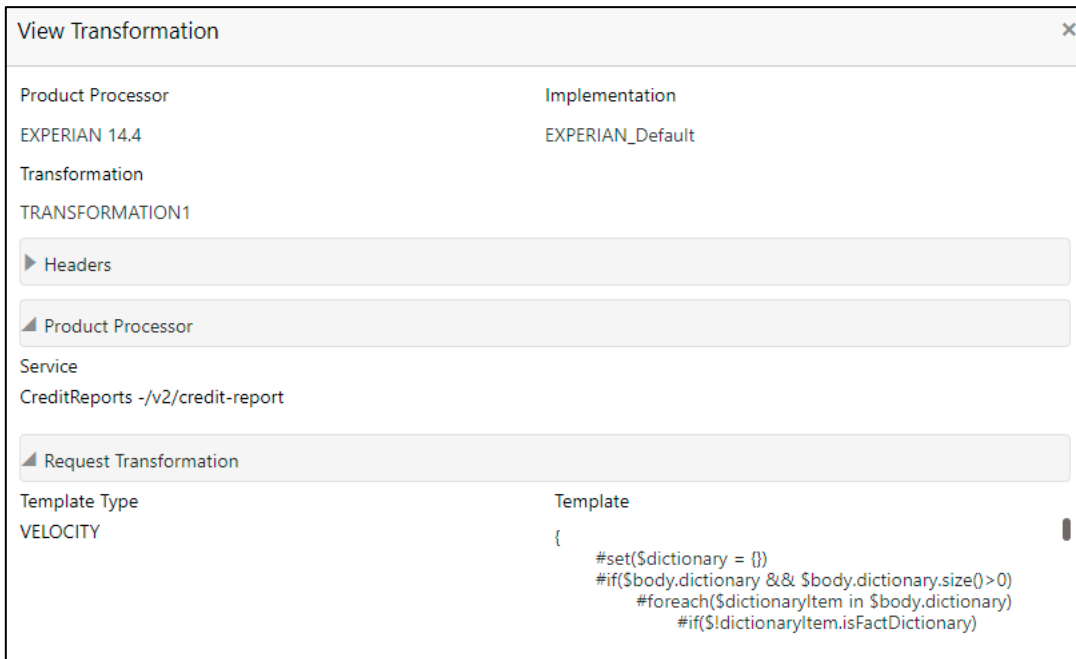 View Transformation ×
Product Processor Implementation
EXPERIAN 14.4 EXPERIAN_Default
Transformation
TRANSFORMATION1
Headers
Product Processor
Service
CreditReports -/v2/credit-report
Request Transformation
Template Type Template
VELOCITY {
#set($dictionary = {})
#if($body.dictionary && $body.dictionary.size()>0)
#foreach($dictionaryItem in $body.dictionary)
#if($!dictionaryItem.isFactDictionary)